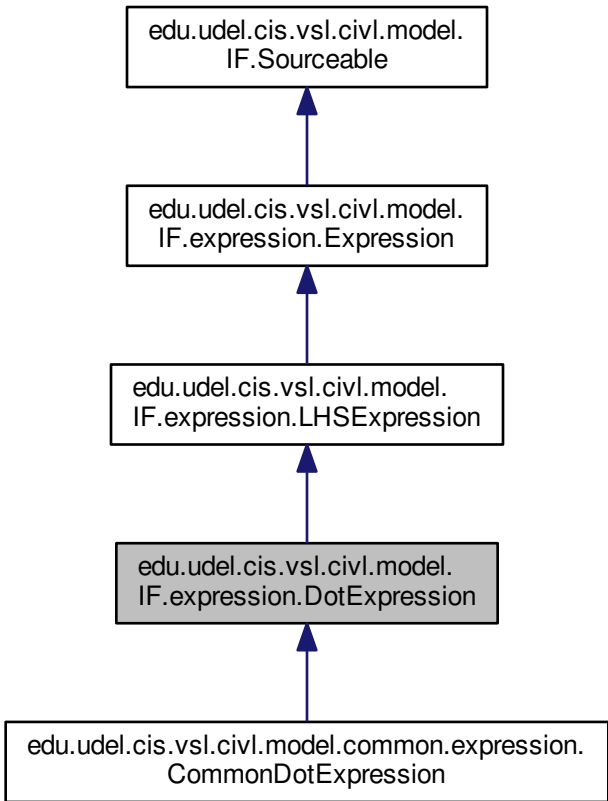 edu.udel.cis.vsl.civl.model.
IF.Sourceable
edu.udel.cis.vsl.civl.model.
IF.expression.Expression
edu.udel.cis.vsl.civl.model.
IF.expression.LHSExpression
edu.udel.cis.vsl.civl.model.
IF.expression.DotExpression
edu.udel.cis.vsl.civl.model.common.expression.
CommonDotExpression